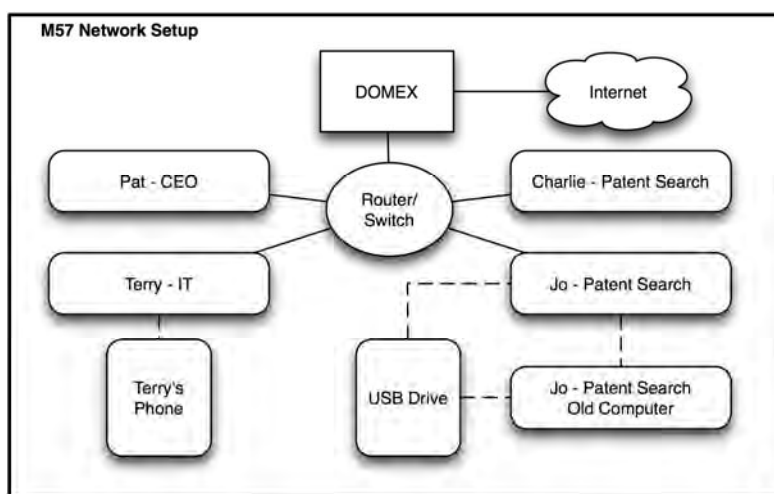 M57 Network Setup
DOMEX
Internet
Pat - CEO
Router/
Switch
Charlie - Patent Search
Terry - IT
Jo - Patent Search
Terry's
Phone
USB Drive
Jo - Patent Search
Old Computer